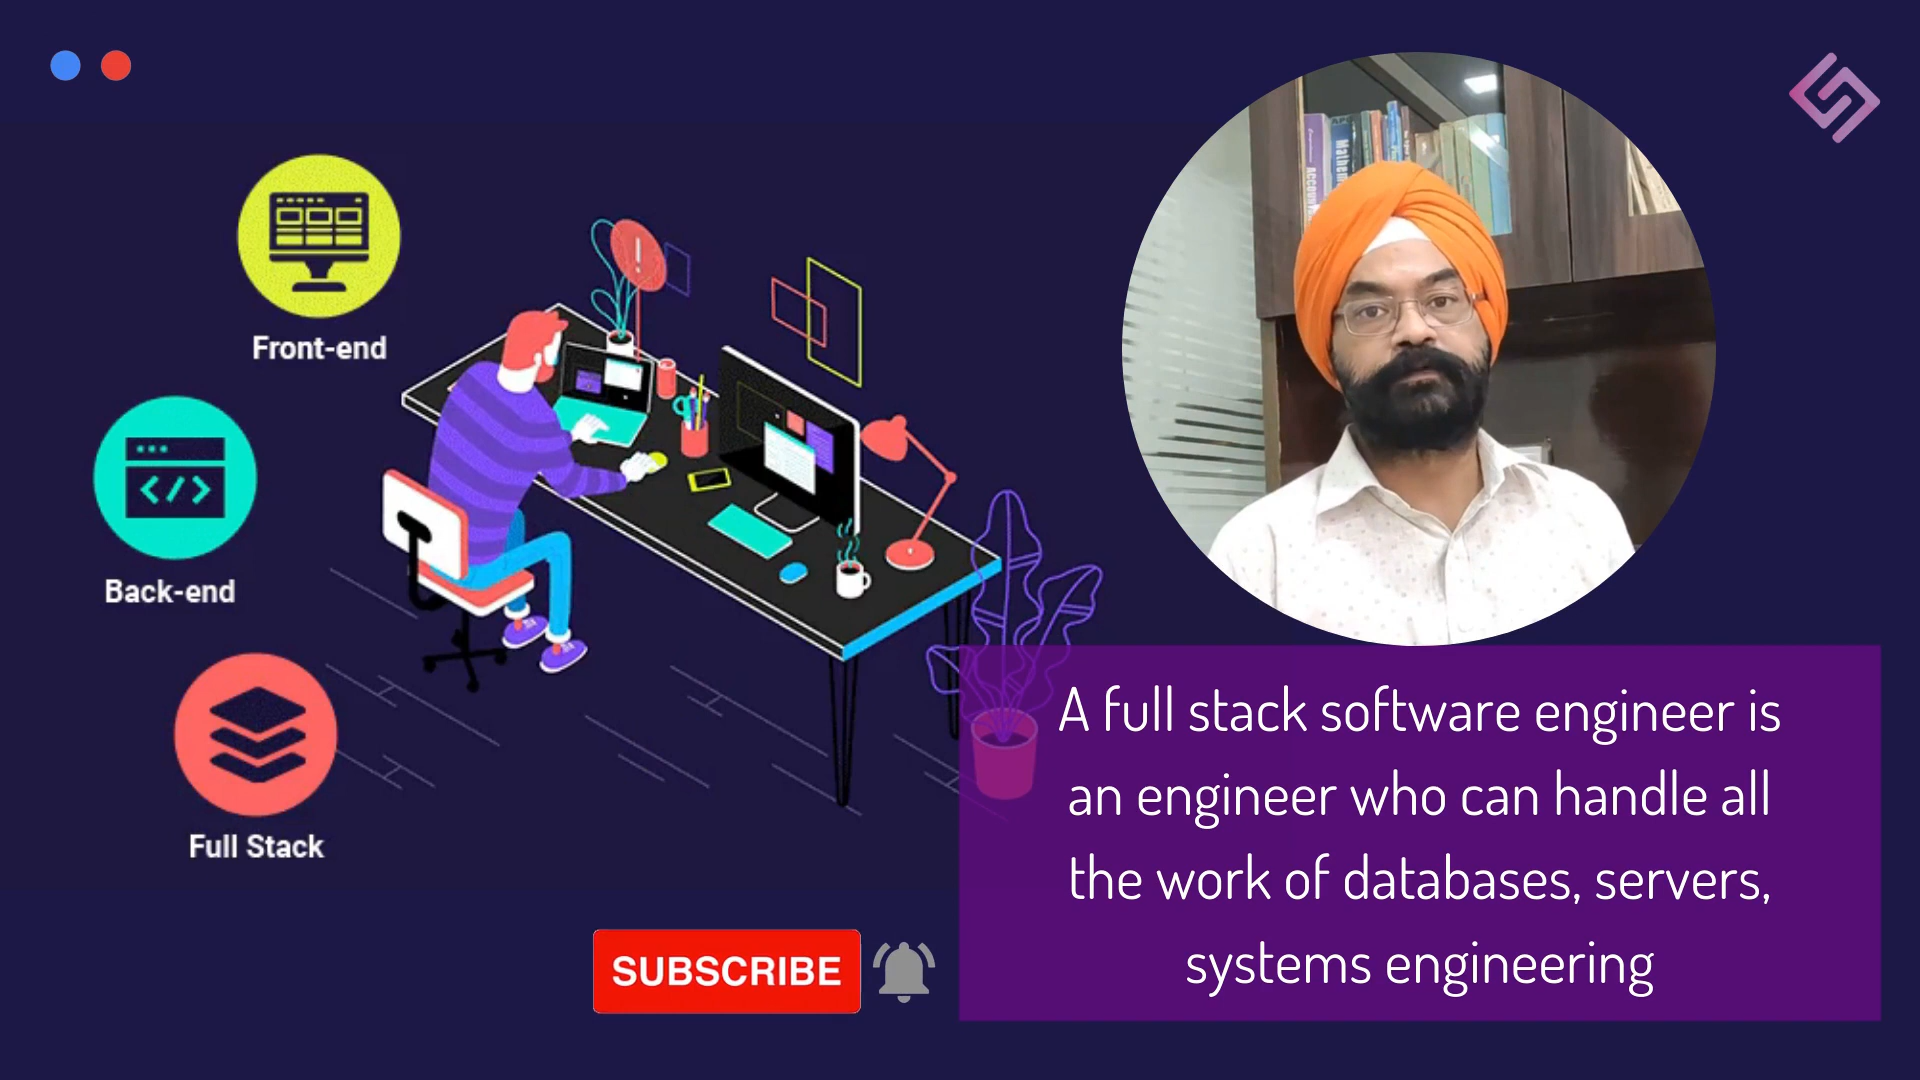 Front-end
Back-end
Full Stack
SUBSCRIBE
A full stack software engineer is
an engineer who can handle all
the work of databases, servers,
systems engineering